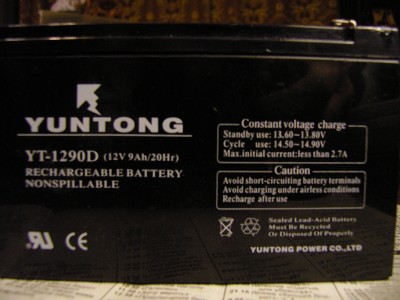 YUNTONG
YT-1290D (12V 9Ah/20Hr)
RECHARGEABLE BATTERY
NONSPILLABLE
Constant voltage charge
Standby use: 13.60~13.80V
Cycle use: 14.50~14.90V
Max.initial current:less than 2.7A
Caution
Avoid short-circuiting battery terminals
Avoid charging under airless conditions
Recharge after use
Sealed Lead-Acid Battery
Must Be Recycled Or
Disposed Of Properly
Pb
YUNTONG POWER CO.,LTD